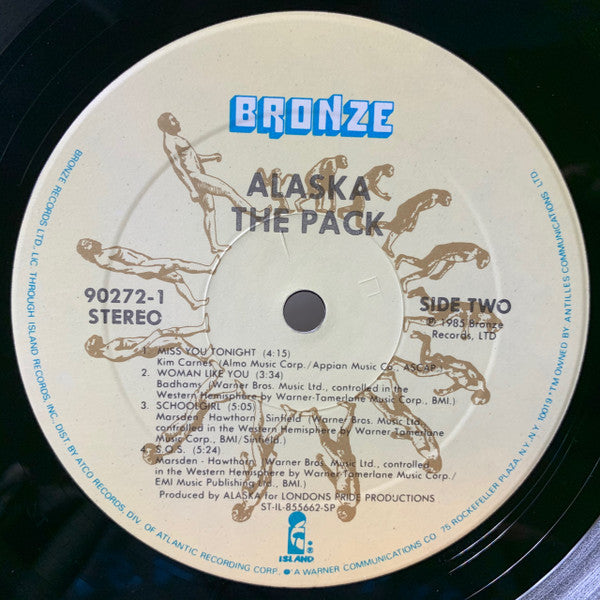 BRONZE
ALASKA
THE PACK
90272-1
STEREO
SIDE TWO
℗ 1985 Bronze
Records, LTD
1. MISS YOU TONIGHT (4:15)
Kim Carnes (Almo Music Corp./Appian Music Co., ASCAP)
2. WOMAN LIKE YOU (3:34)
Badhams (Warner Bros. Music Ltd., controlled in the
Western Hemisphere by Warner-Tamerlane Music Corp., BMI.)
3. SCHOOLGIRL (5:05)
Marsden - Hawthorn - Sinfield (Warner Bros. Music Ltd.,
controlled in the Western Hemisphere by Warner Tamerlane
Music Corp., BMI/Sinfield.)
4. S.O.S. (5:24)
Marsden - Hawthorn (Warner Bros. Music Ltd., controlled
in the Western Hemisphere by Warner-Tamerlane Music Corp./
EMI Music Publishing Ltd., BMI.)
Produced by ALASKA for LONDONS PRIDE PRODUCTIONS
ST-IL-855662-SP
ISLAND
BRONZE RECORDS LTD. LIC THROUGH ISLAND RECORDS, INC. DIST BY ATCO RECORDS, DIV. OF ATLANTIC RECORDING CORP. ● A WARNER COMMUNICATIONS CO 75 ROCKEFELLER PLAZA, N.Y. N.Y. 10019 *TM OWNED BY ANTILLES COMMUNICATIONS LTD